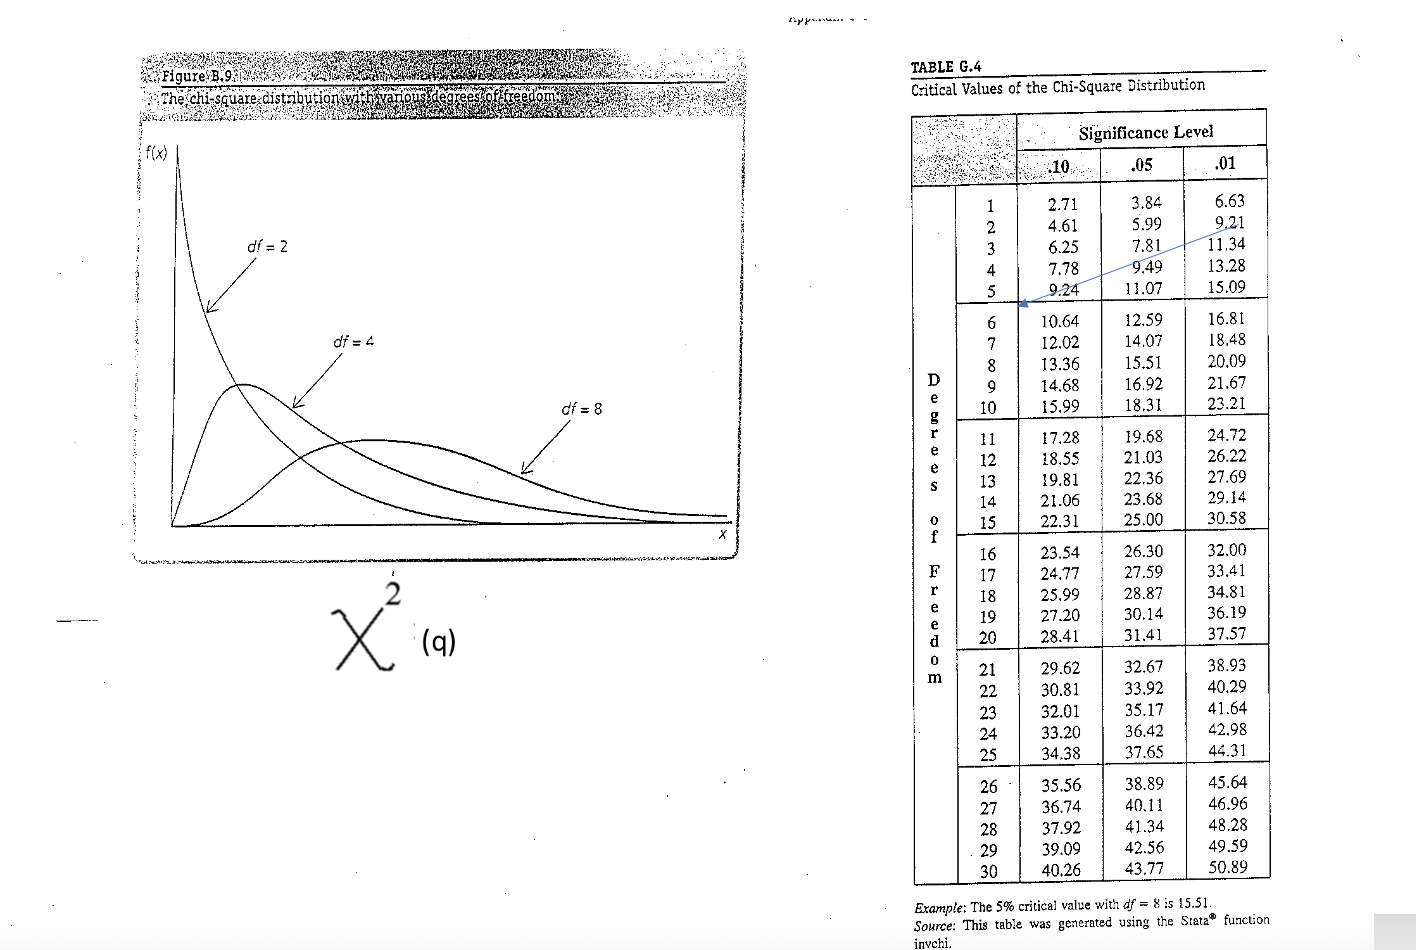 Figure B.9
The chi-square distribution with various degrees of freedom.
f(x)
df = 2
df = 4
df = 8
x
X² (q)
TABLE G.4
Critical Values of the Chi-Square Distribution
Significance Level
.10 .05 .01
Degrees of Freedom
1 2.71 3.84 6.63
2 4.61 5.99 9.21
3 6.25 7.81 11.34
4 7.78 9.49 13.28
5 9.24 11.07 15.09
6 10.64 12.59 16.81
7 12.02 14.07 18.48
8 13.36 15.51 20.09
9 14.68 16.92 21.67
10 15.99 18.31 23.21
11 17.28 19.68 24.72
12 18.55 21.03 26.22
13 19.81 22.36 27.69
14 21.06 23.68 29.14
15 22.31 25.00 30.58
16 23.54 26.30 32.00
17 24.77 27.59 33.41
18 25.99 28.87 34.81
19 27.20 30.14 36.19
20 28.41 31.41 37.57
21 29.62 32.67 38.93
22 30.81 33.92 40.29
23 32.01 35.17 41.64
24 33.20 36.42 42.98
25 34.38 37.65 44.31
26 35.56 38.89 45.64
27 36.74 40.11 46.96
28 37.92 41.34 48.28
29 39.09 42.56 49.59
30 40.26 43.77 50.89
Example: The 5% critical value with df = 8 is 15.51.
Source: This table was generated using the Stata® function
invchi.